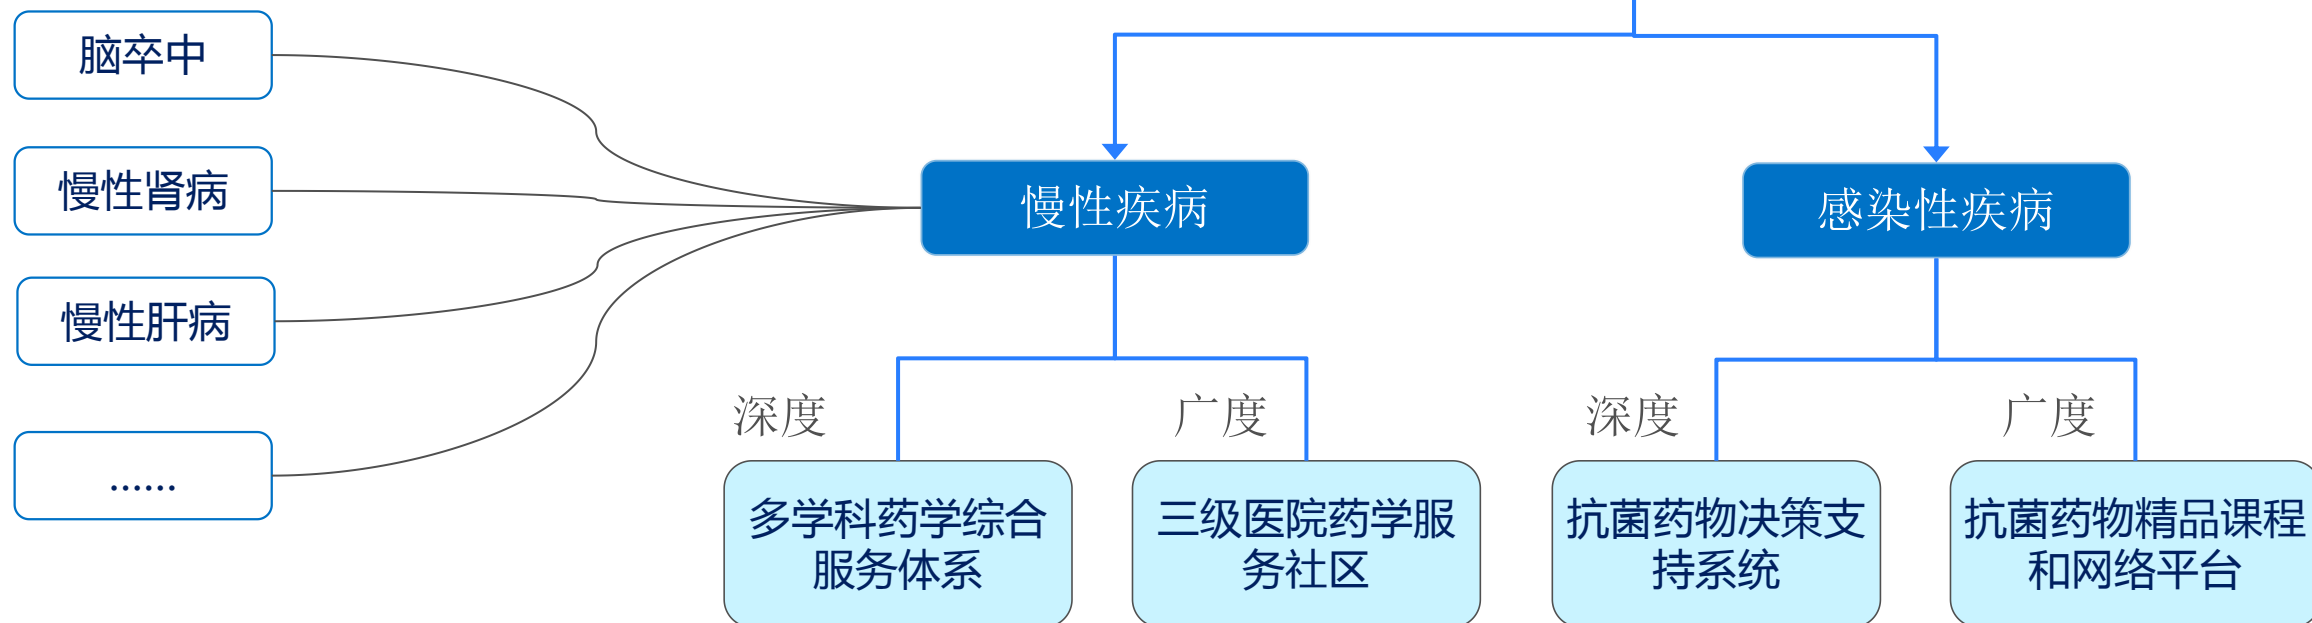 脑卒中
慢性肾病
慢性肝病
……
慢性疾病
感染性疾病
深度
广度
深度
广度
多学科药学综合
服务体系
三级医院药学服
务社区
抗菌药物决策支
持系统
抗菌药物精品课程
和网络平台